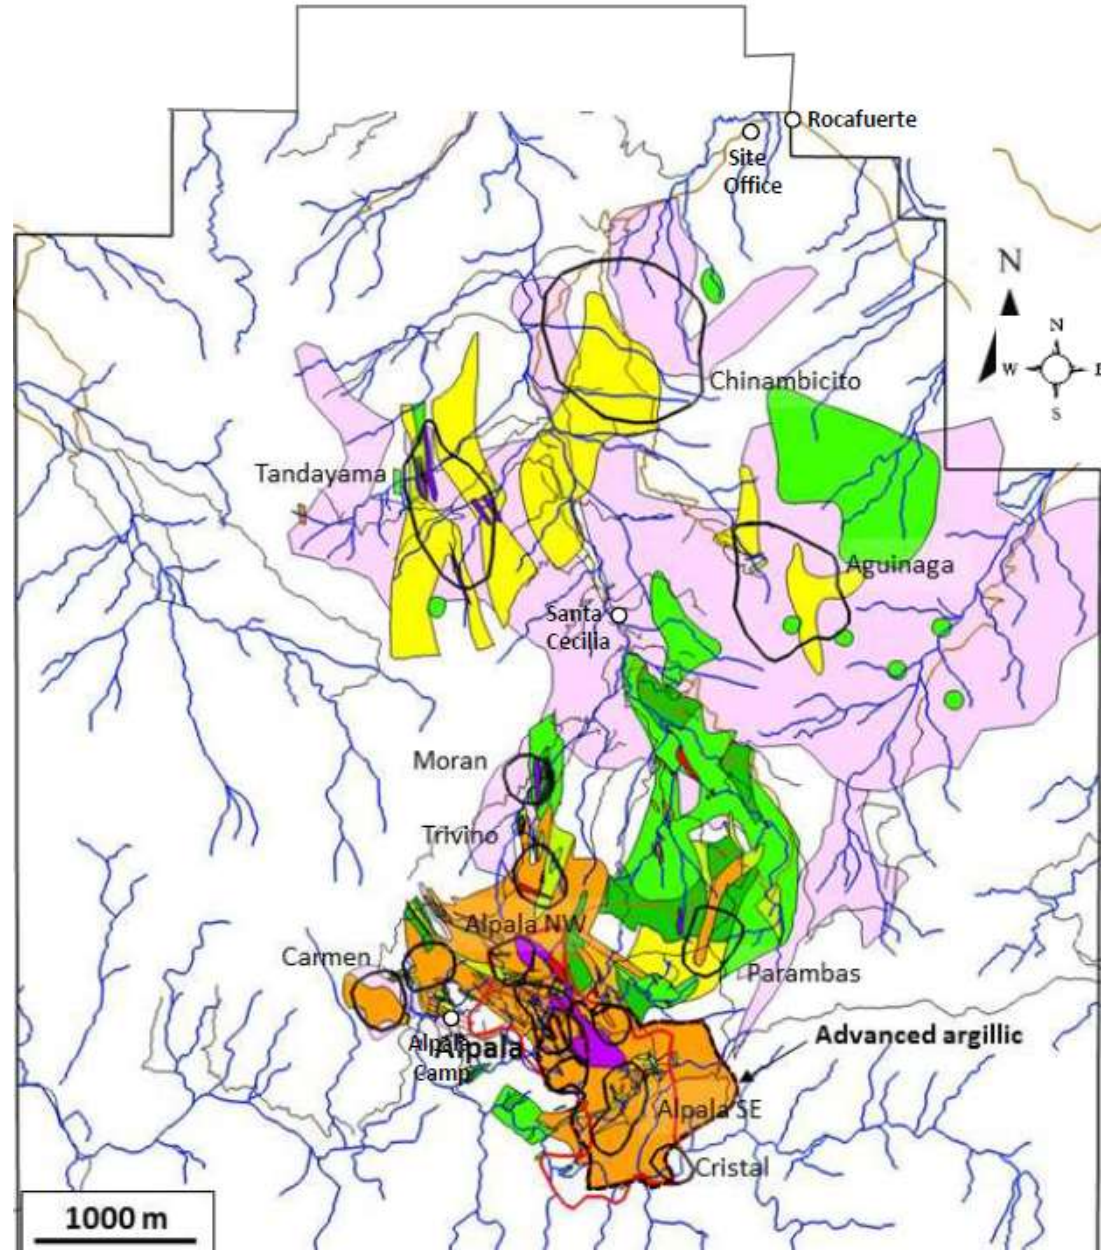 Rocafuerte
Site
Office
N
N
W
E
S
Chinambicito
Tandayama
Aguinaga
Santa
Cecilia
Moran
Trivino
Alpala NW
Carmen
Parambas
Advanced argillic
Alpala
Alpala
Camp
Alpala SE
Cristal
1000 m